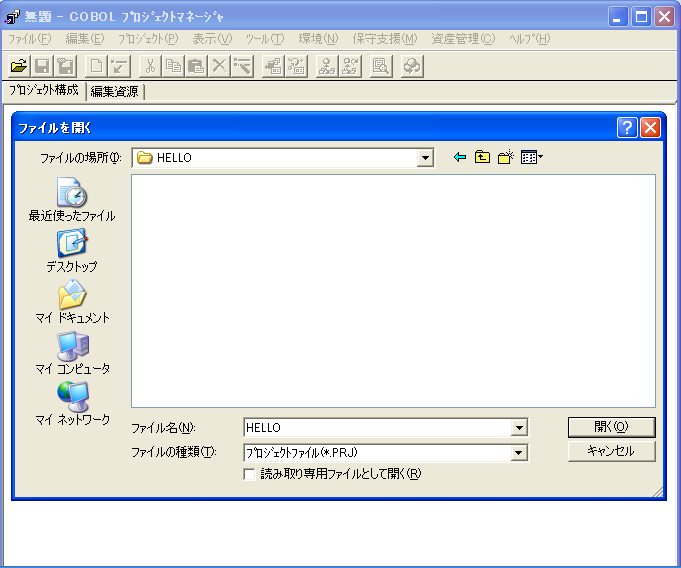 無題 - COBOL ﾌﾟﾛｼﾞｪｸﾄﾏﾈｰｼﾞｬ
ﾌｧｲﾙ(F) 編集(E) ﾌﾟﾛｼﾞｪｸﾄ(P) 表示(V) ﾂｰﾙ(T) 環境(N) 保守支援(M) 資産管理(C) ﾍﾙﾌﾟ(H)
ﾌﾟﾛｼﾞｪｸﾄ構成 編集資源
ファイルを開く
ファイルの場所(I): HELLO
最近使ったファイル
デスクトップ
マイ ドキュメント
マイ コンピュータ
マイ ネットワーク
ファイル名(N): HELLO 開く(O)
ファイルの種類(T): ﾌﾟﾛｼﾞｪｸﾄﾌｧｲﾙ(*.PRJ) キャンセル
読み取り専用ファイルとして開く(R)